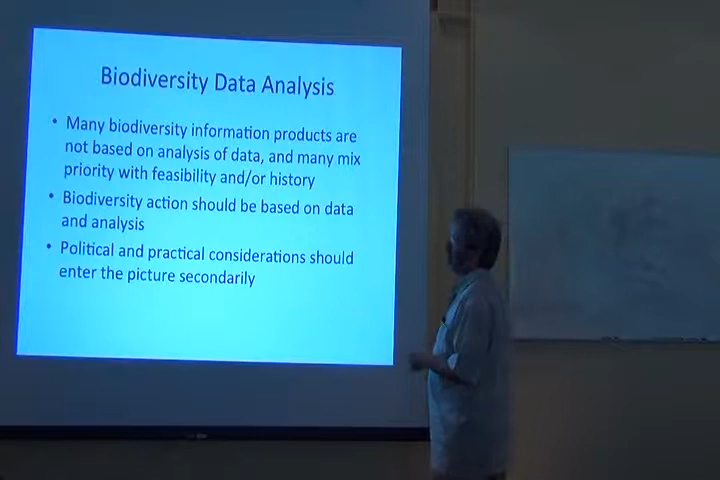 Biodiversity Data Analysis
• Many biodiversity information products are
not based on analysis of data, and many mix
priority with feasibility and/or history
• Biodiversity action should be based on data
and analysis
• Political and practical considerations should
enter the picture secondarily